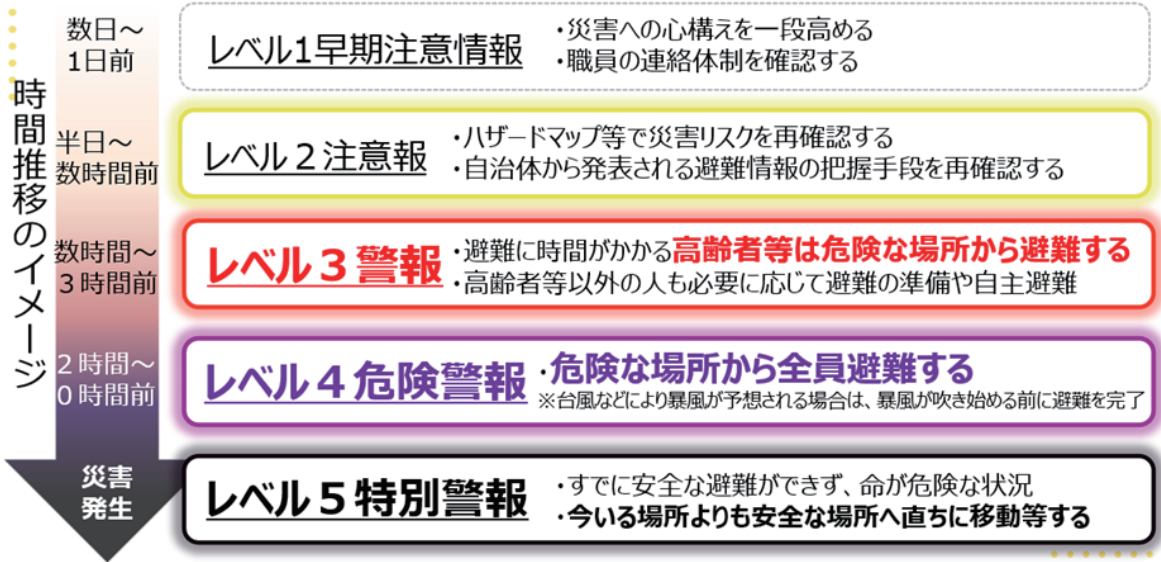 時間推移のイメージ
数日～
1日前
レベル1早期注意情報
・災害への心構えを一段高める
・職員の連絡体制を確認する
半日～
数時間前
レベル２注意報
・ハザードマップ等で災害リスクを再確認する
・自治体から発表される避難情報の把握手段を再確認する
数時間～
３時間前
レベル３警報
・避難に時間がかかる高齢者等は危険な場所から避難する
・高齢者等以外の人も必要に応じて避難の準備や自主避難
２時間～
０時間前
レベル４危険警報
・危険な場所から全員避難する
※台風などにより暴風が予想される場合は、暴風が吹き始める前に避難を完了
災害
発生
レベル５特別警報
・すでに安全な避難ができず、命が危険な状況
・今いる場所よりも安全な場所へ直ちに移動等する